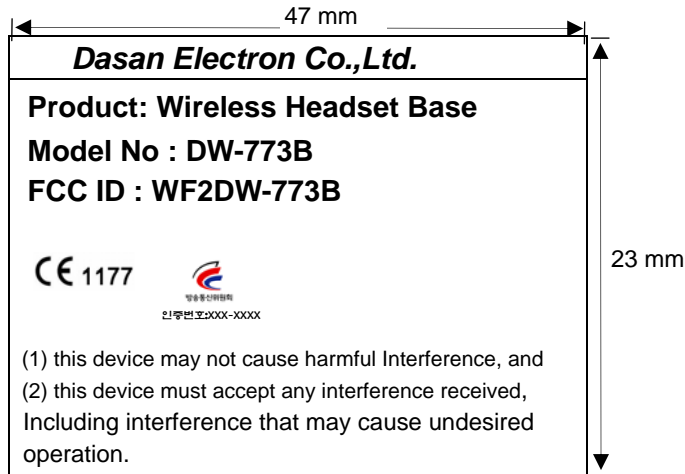 47 mm
Dasan Electron Co.,Ltd.
Product: Wireless Headset Base
Model No : DW-773B
FCC ID : WF2DW-773B
23 mm
CE 1177
방송통신위원회
인증번호:XXX-XXXX
(1) this device may not cause harmful Interference, and
(2) this device must accept any interference received,
Including interference that may cause undesired
operation.